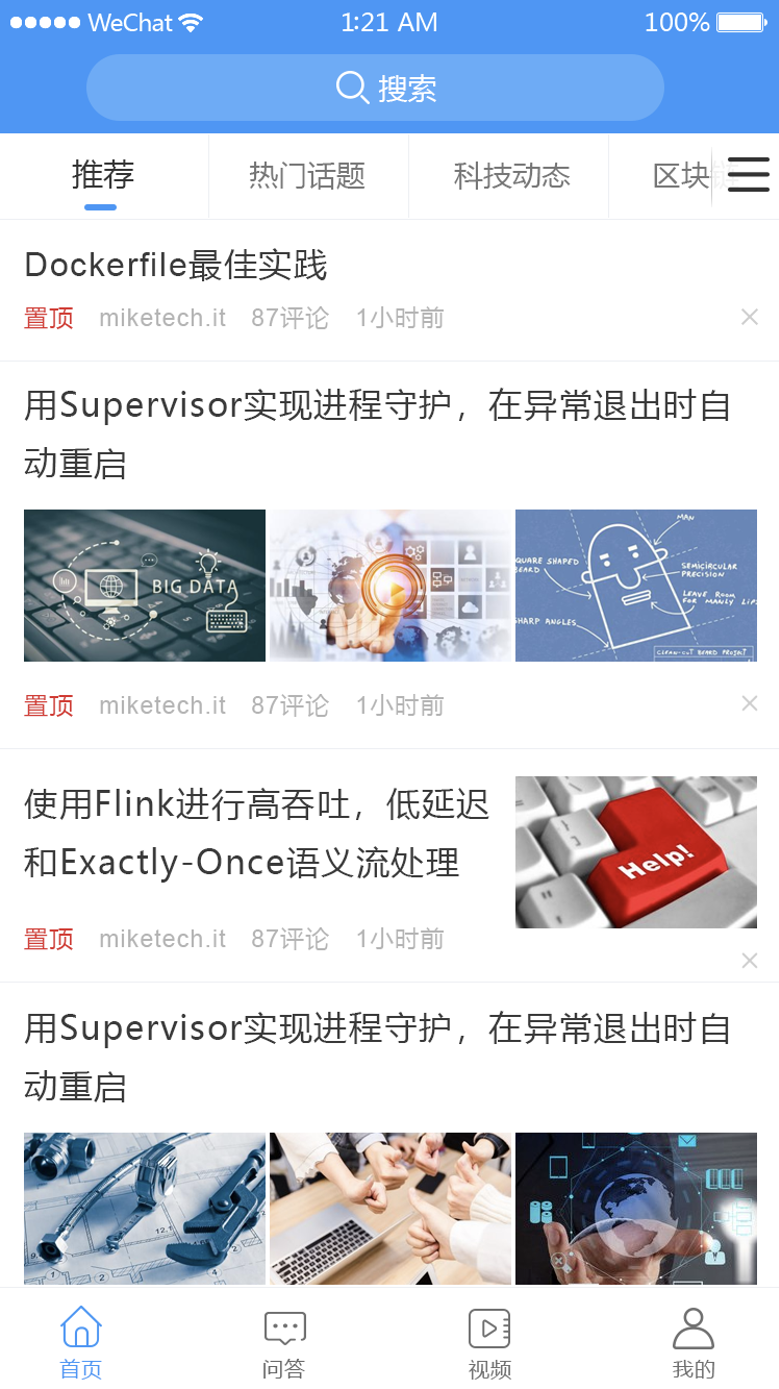 WeChat 1:21 AM 100%
搜索
推荐 热门话题 科技动态 区块链
Dockerfile最佳实践
置顶 miketech.it 87评论 1小时前
用Supervisor实现进程守护，在异常退出时自
动重启
BIG DATA
MAN
SQUARE SHAPED
BEARD
SEMICIRCULAR
PRECISION
LEAVE ROOM
FOR MANLY LIPS
SHARP ANGLES
CLEAN-CUT BEARD PROJECT
置顶 miketech.it 87评论 1小时前
使用Flink进行高吞吐，低延迟
和Exactly-Once语义流处理
Help!
置顶 miketech.it 87评论 1小时前
用Supervisor实现进程守护，在异常退出时自
动重启
首页 问答 视频 我的